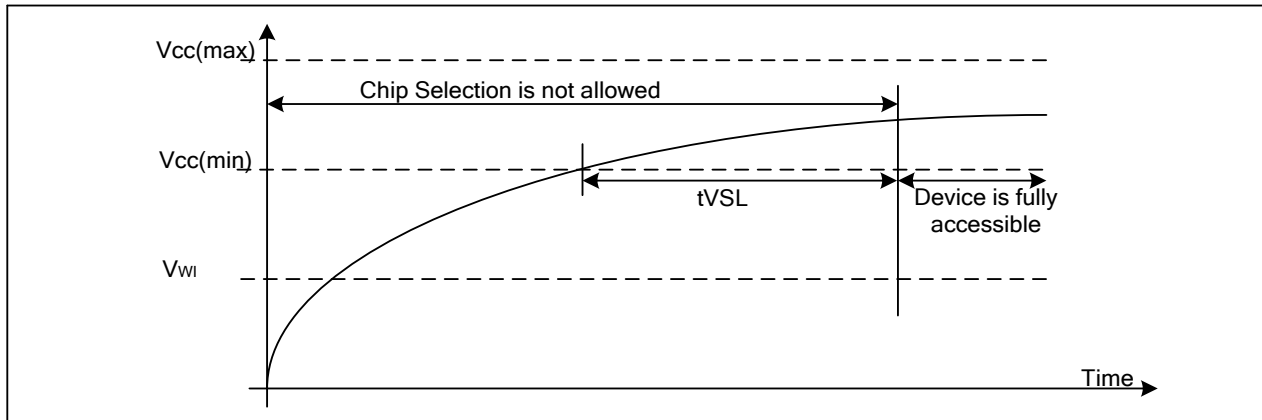 Vcc(max)
Chip Selection is not allowed
Vcc(min)
tVSL
Device is fully
accessible
VWI
Time